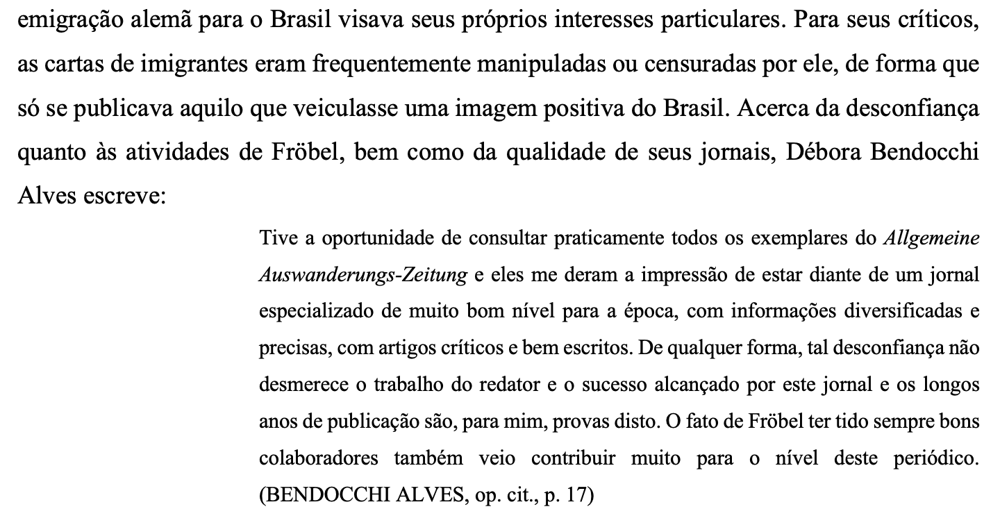 emigração alemã para o Brasil visava seus próprios interesses particulares. Para seus críticos,
as cartas de imigrantes eram frequentemente manipuladas ou censuradas por ele, de forma que
só se publicava aquilo que veiculasse uma imagem positiva do Brasil. Acerca da desconfiança
quanto às atividades de Fröbel, bem como da qualidade de seus jornais, Débora Bendocchi
Alves escreve:
Tive a oportunidade de consultar praticamente todos os exemplares do Allgemeine
Auswanderungs-Zeitung e eles me deram a impressão de estar diante de um jornal
especializado de muito bom nível para a época, com informações diversificadas e
precisas, com artigos críticos e bem escritos. De qualquer forma, tal desconfiança não
desmerece o trabalho do redator e o sucesso alcançado por este jornal e os longos
anos de publicação são, para mim, provas disto. O fato de Fröbel ter tido sempre bons
colaboradores também veio contribuir muito para o nível deste periódico.
(BENDOCCHI ALVES, op. cit., p. 17)